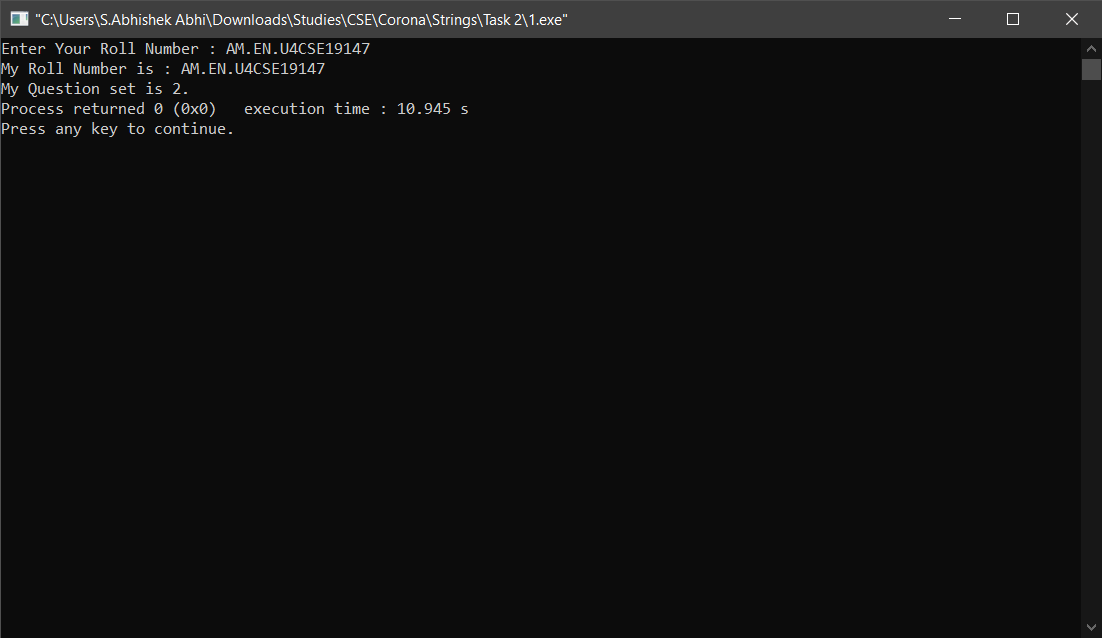 "C:\Users\S.Abhishek Abhi\Downloads\Studies\CSE\Corona\Strings\Task 2\1.exe"
Enter Your Roll Number : AM.EN.U4CSE19147
My Roll Number is : AM.EN.U4CSE19147
My Question set is 2.
Process returned 0 (0x0)   execution time : 10.945 s
Press any key to continue.